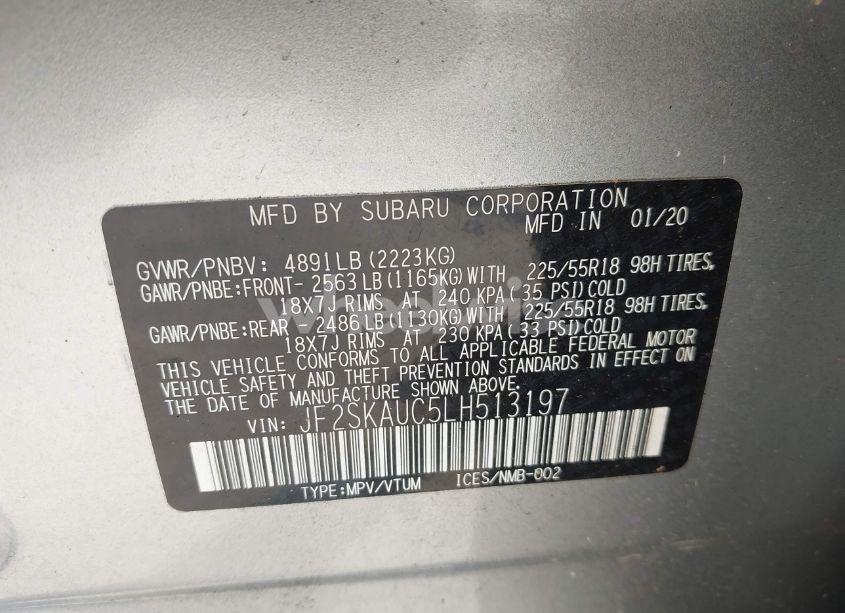 MFD BY SUBARU CORPORATION
MFD IN 01/20
GVWR/PNBV: 4891LB(2223KG)
GAWR/PNBE:FRONT- 2563LB(1165KG)WITH 225/55R18 98H TIRES,
18X7J RIMS AT 240 KPA(35 PSI)COLD
GAWR/PNBE:REAR - 2486LB(1130KG)WITH 225/55R18 98H TIRES,
18X7J RIMS AT 230 KPA(33 PSI)COLD
THIS VEHICLE CONFORMS TO ALL APPLICABLE FEDERAL MOTOR
VEHICLE SAFETY AND THEFT PREVENTION STANDARDS IN EFFECT ON
THE DATE OF MANUFACTURE SHOWN ABOVE.
VIN: JF2SKAUC5LH513197
TYPE:MPV/VTUM ICES/NMB-002